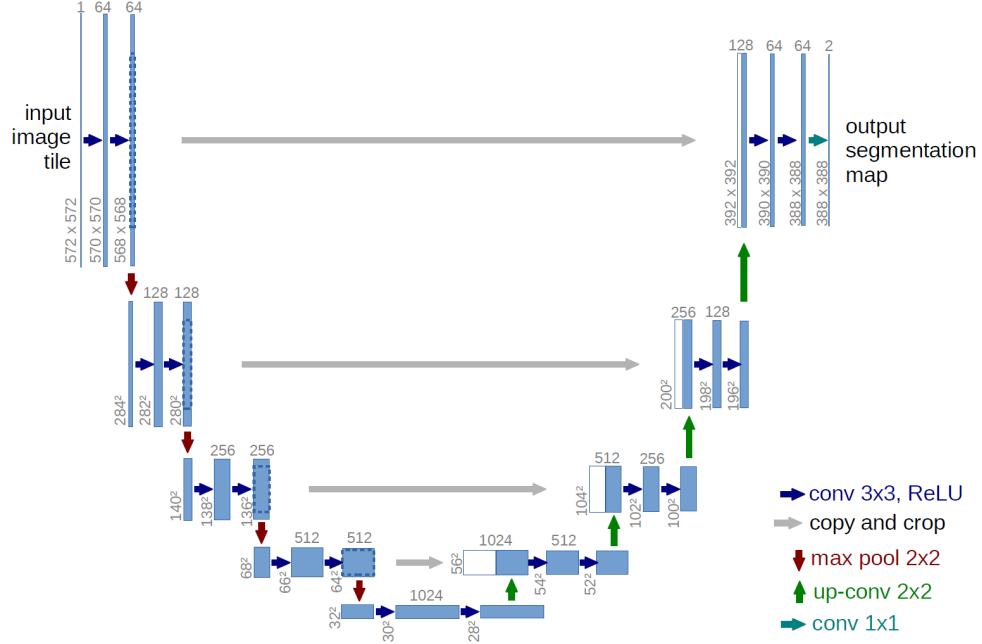 1 64 64
input
image
tile
572 x 572
570 x 570
568 x 568
128 64 64 2
output
segmentation
map
392 x 392
390 x 390
388 x 388
388 x 388
128 128
284²
282²
280²
256 128
200²
198²
196²
256 256
140²
138²
136²
512 256
104²
102²
100²
512 512
68²
66²
64²
1024 512
56²
54²
52²
1024
32²
30²
28²
conv 3x3, ReLU
copy and crop
max pool 2x2
up-conv 2x2
conv 1x1